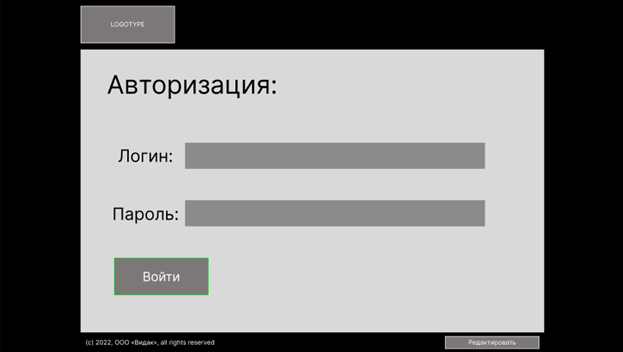 LOGOTYPE
Авторизация:
Логин:
Пароль:
Войти
(c) 2022, ООО «Видак», all rights reserved
Редактировать